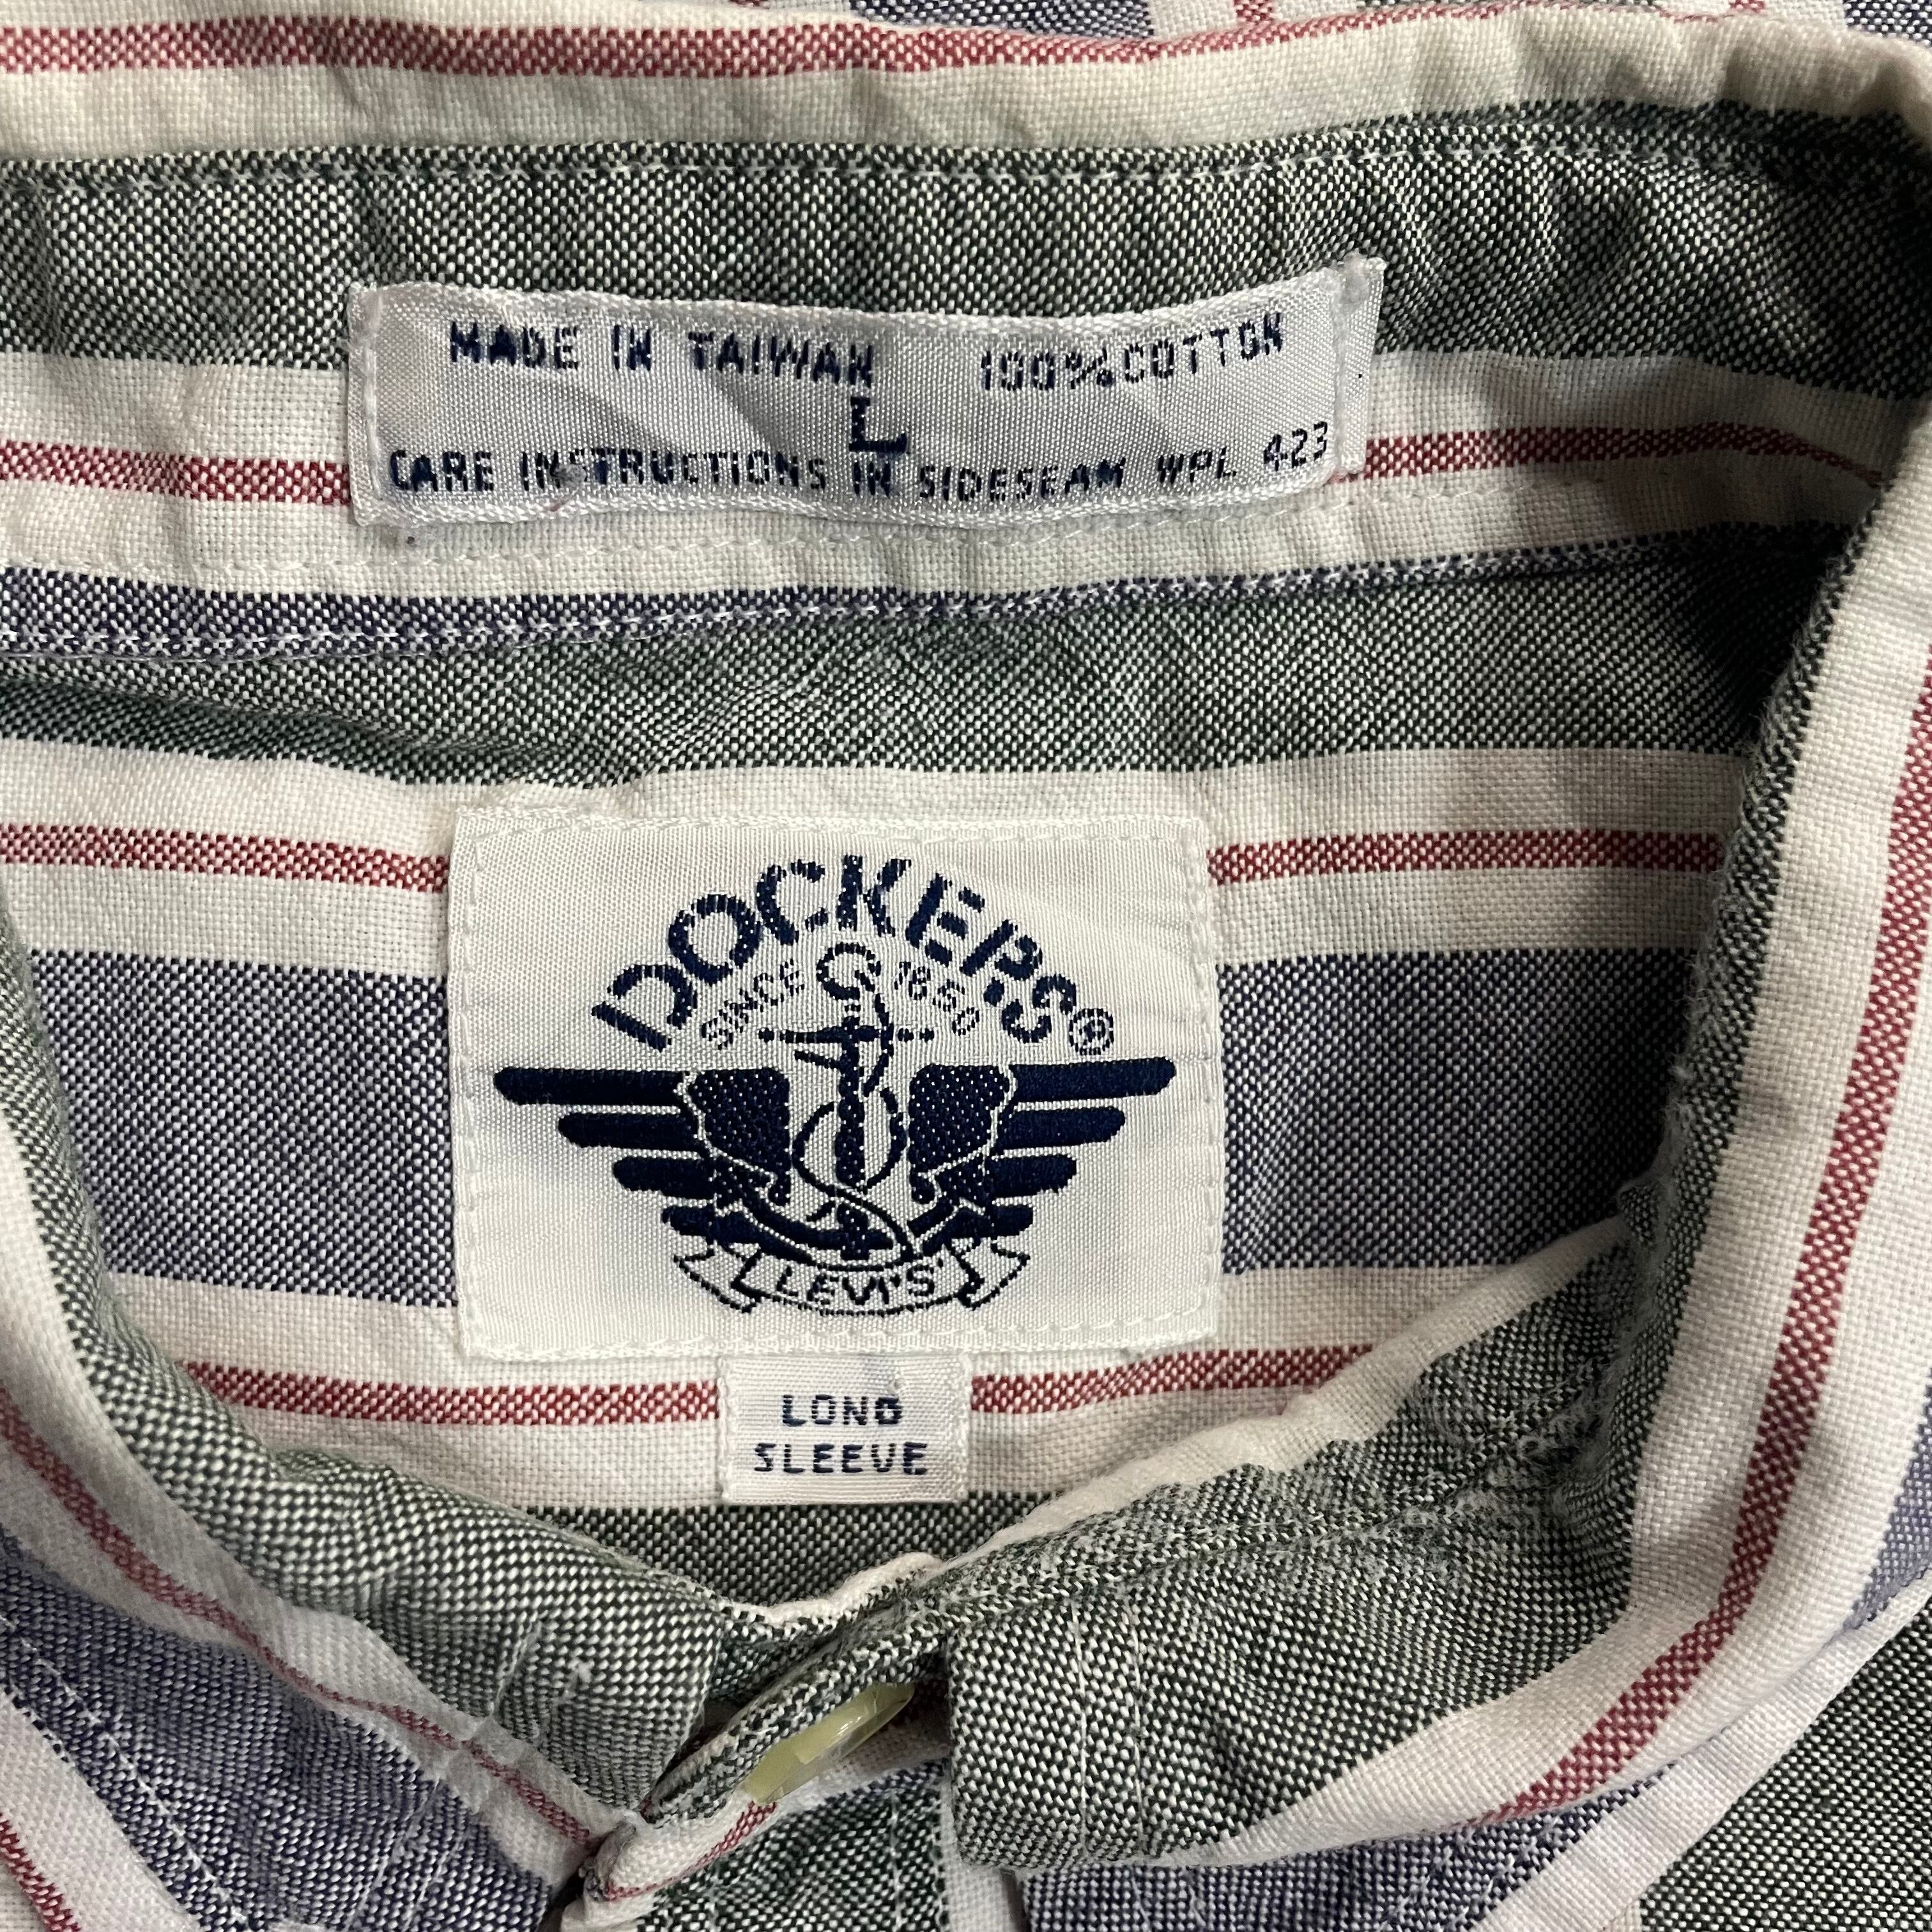 MADE IN TAIWAN 100% COTTON
L
CARE INSTRUCTIONS IN SIDESEAM WPL 423
DOCKERS®
SINCE 1850
LEVI'S
LONG
SLEEVE